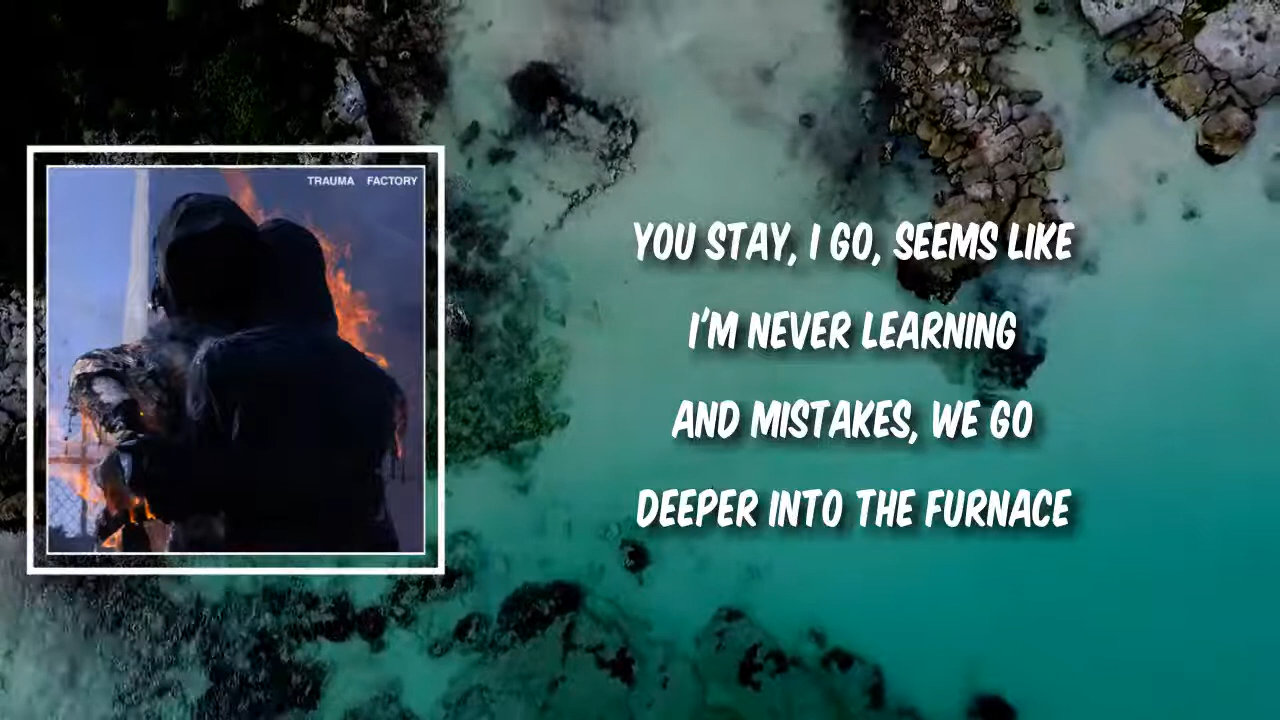 TRAUMA FACTORY
YOU STAY, I GO, SEEMS LIKE
I'M NEVER LEARNING
AND MISTAKES, WE GO
DEEPER INTO THE FURNACE